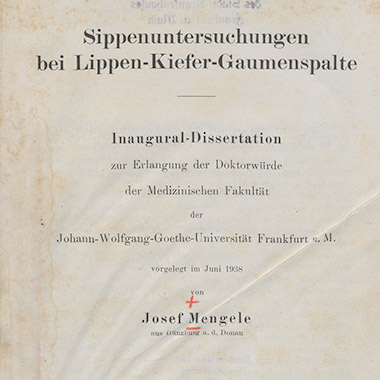 Sippenuntersuchungen
bei Lippen-Kiefer-Gaumenspalte
Inaugural-Dissertation
zur Erlangung der Doktorwürde
der Medizinischen Fakultät
der
Johann-Wolfgang-Goethe-Universität Frankfurt a. M.
vorgelegt im Juni 1938
von
Josef Mengele
aus Günzburg a. d. Donau